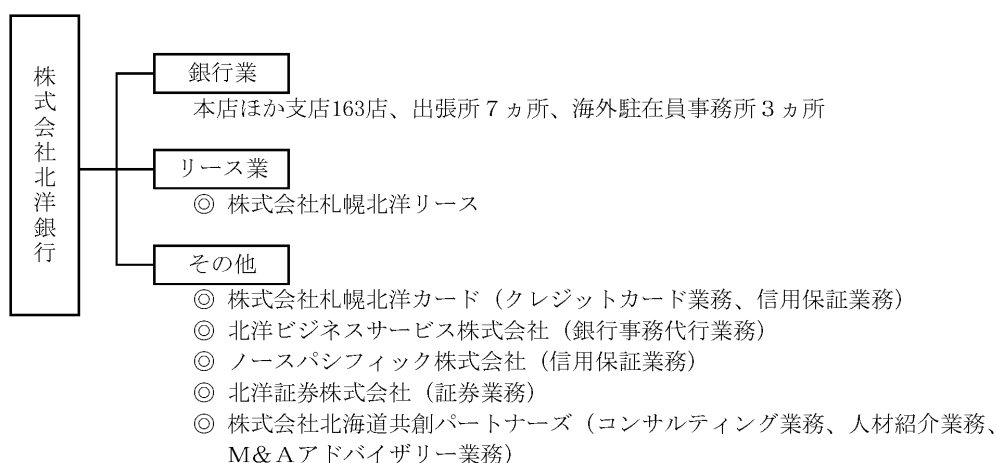 株式会社北洋銀行
銀行業
本店ほか支店163店、出張所7ヵ所、海外駐在員事務所3ヵ所
リース業
◎ 株式会社札幌北洋リース
その他
◎ 株式会社札幌北洋カード（クレジットカード業務、信用保証業務）
◎ 北洋ビジネスサービス株式会社（銀行事務代行業務）
◎ ノースパシフィック株式会社（信用保証業務）
◎ 北洋証券株式会社（証券業務）
◎ 株式会社北海道共創パートナーズ（コンサルティング業務、人材紹介業務、
M&Aアドバイザリー業務）